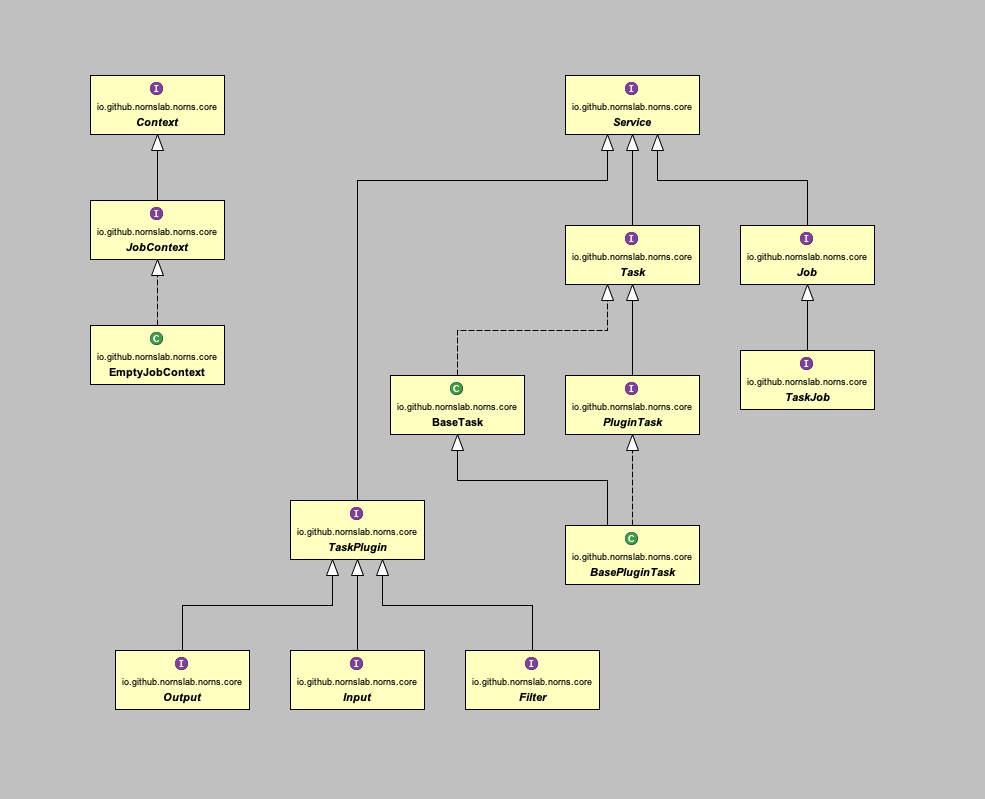 I
io.github.nornslab.norns.core
Context
I
io.github.nornslab.norns.core
Service
I
io.github.nornslab.norns.core
JobContext
I
io.github.nornslab.norns.core
Task
I
io.github.nornslab.norns.core
Job
C
io.github.nornslab.norns.core
EmptyJobContext
I
io.github.nornslab.norns.core
TaskJob
C
io.github.nornslab.norns.core
BaseTask
I
io.github.nornslab.norns.core
PluginTask
I
io.github.nornslab.norns.core
TaskPlugin
C
io.github.nornslab.norns.core
BasePluginTask
I
io.github.nornslab.norns.core
Output
I
io.github.nornslab.norns.core
Input
I
io.github.nornslab.norns.core
Filter